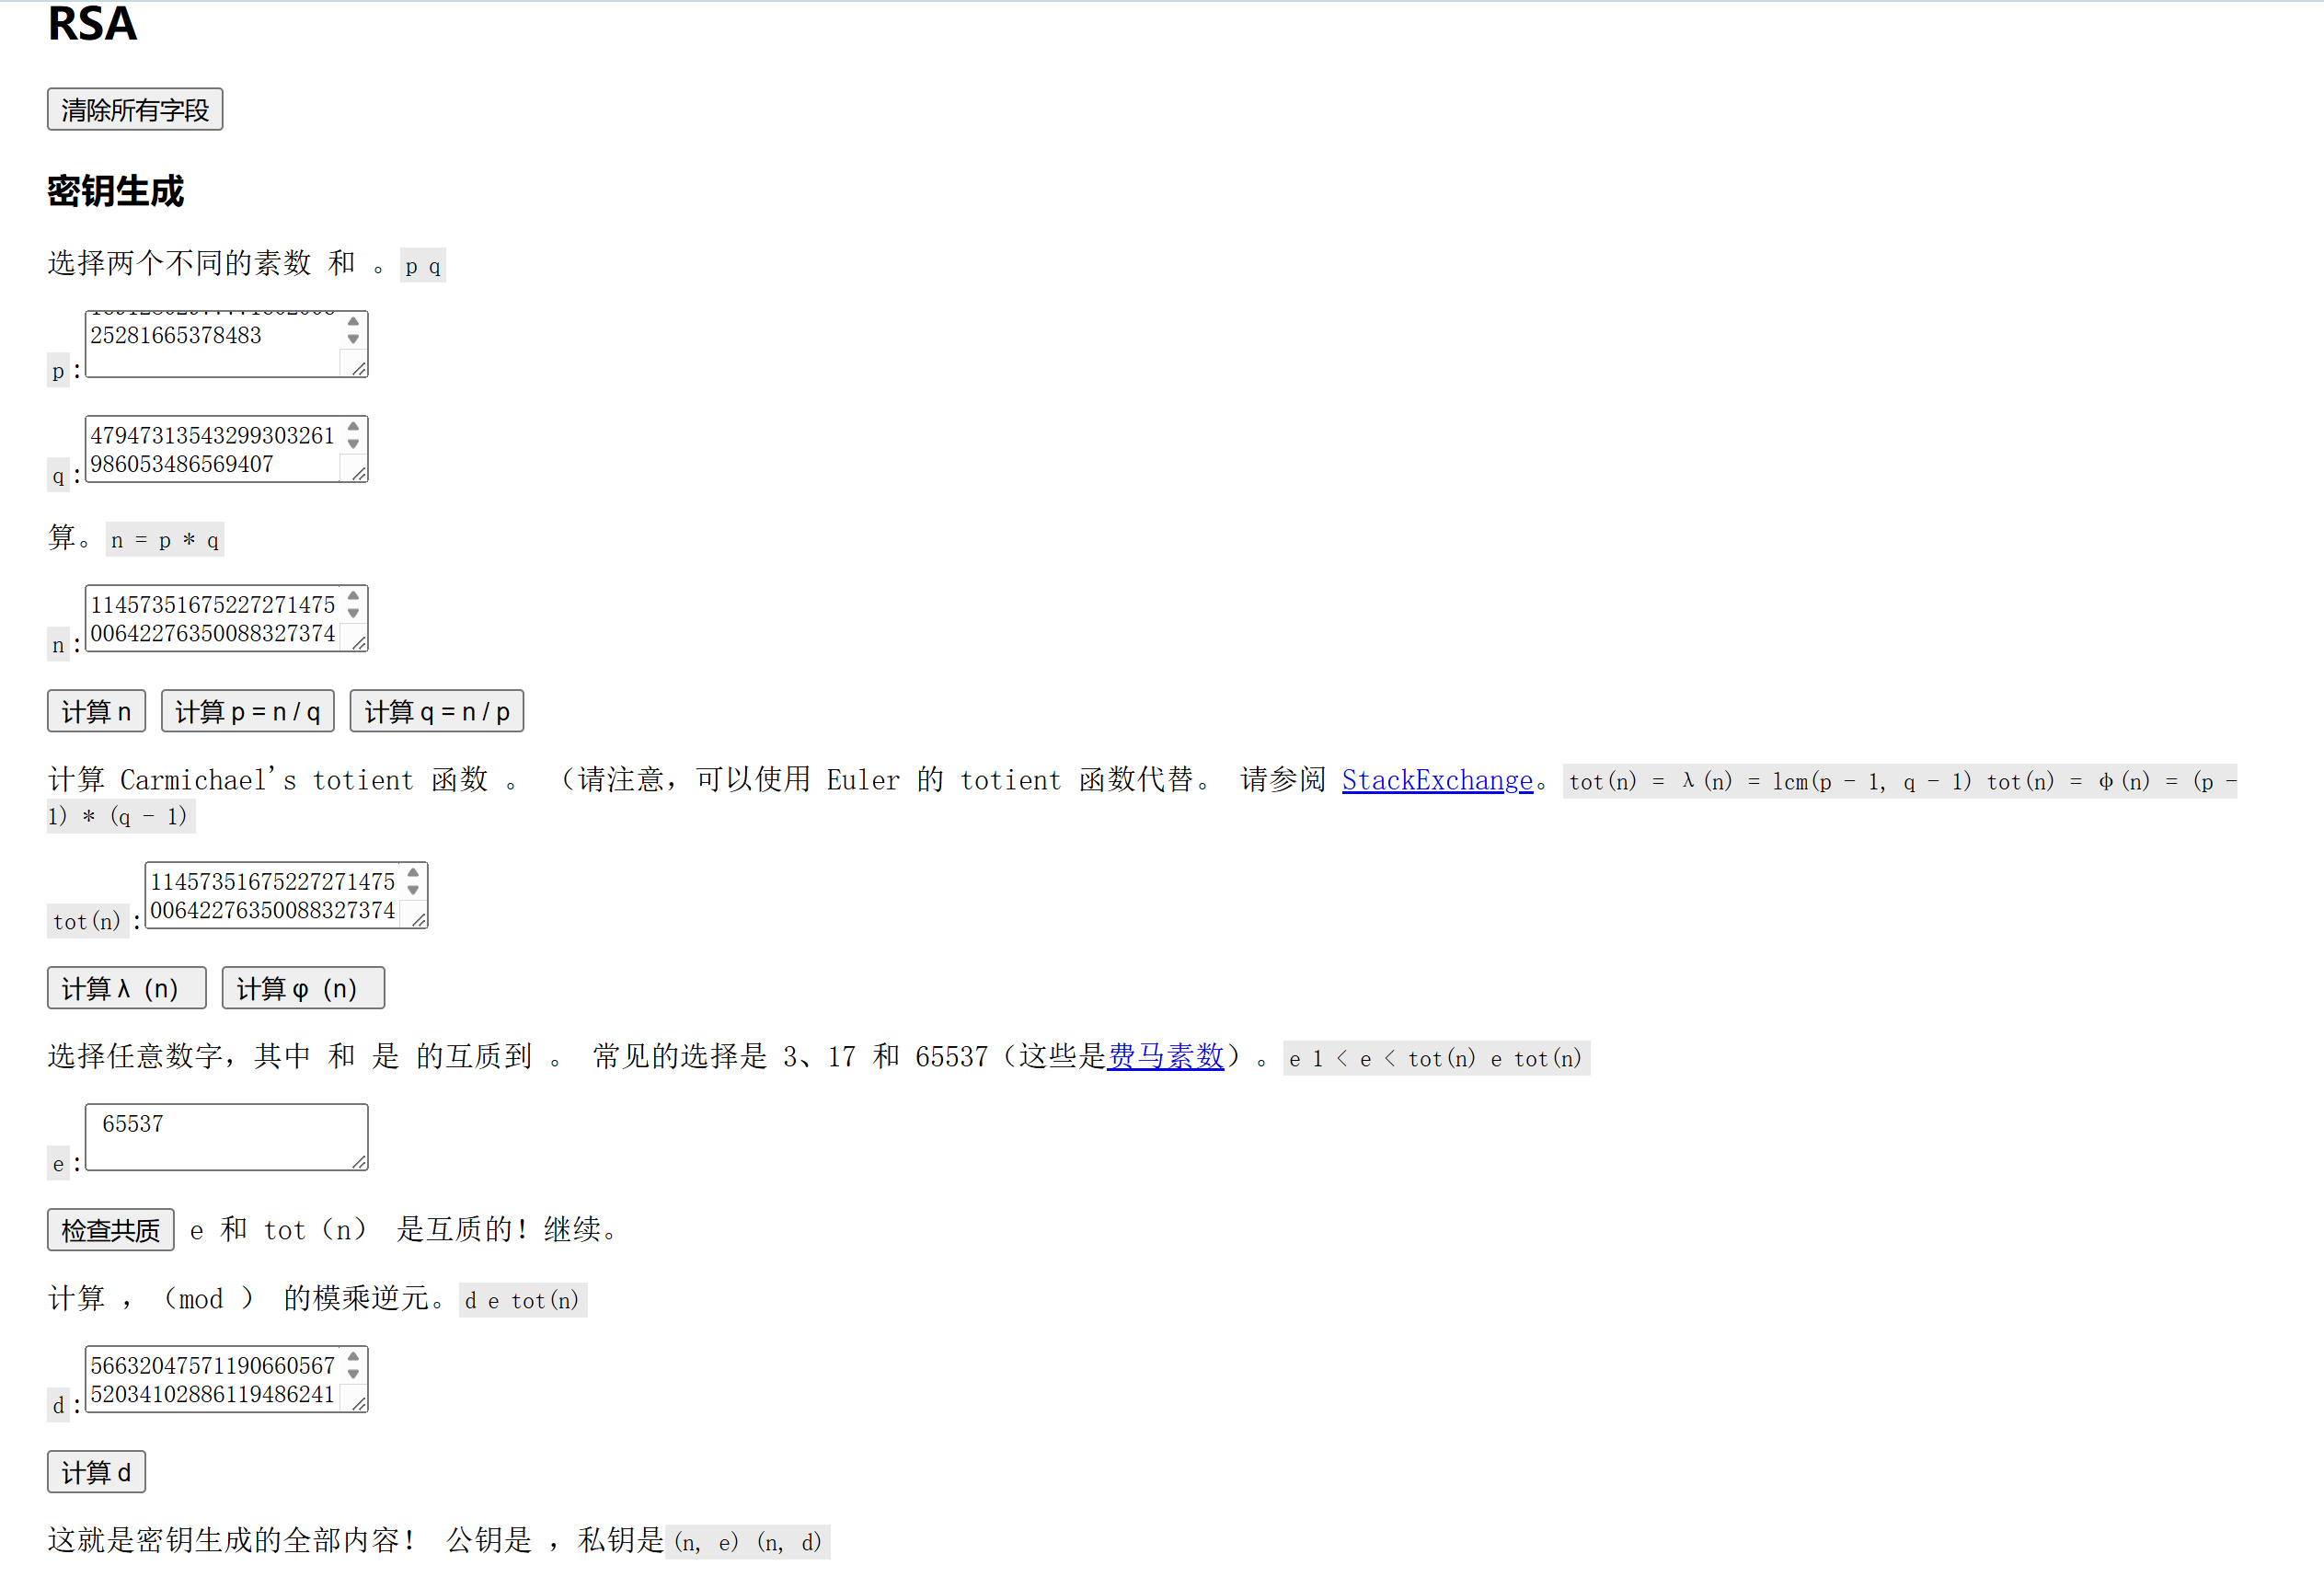 RSA
清除所有字段
密钥生成
选择两个不同的素数 和 。p q
p:
25281665378483
q:
47947313543299303261
986053486569407
算。n = p * q
n:
11457351675227271475
00642276350088327374
计算 n 计算 p = n / q 计算 q = n / p
计算 Carmichael's totient 函数 。 （请注意，可以使用 Euler 的 totient 函数代替。 请参阅 StackExchange。tot(n) = λ(n) = lcm(p - 1, q - 1) tot(n) = φ(n) = (p -
1) * (q - 1)
tot(n):
11457351675227271475
00642276350088327374
计算 λ（n） 计算 φ（n）
选择任意数字，其中 和 是 的互质到 。 常见的选择是 3、17 和 65537（这些是费马素数）。e 1 < e < tot(n) e tot(n)
e:
65537
检查共质 e 和 tot（n） 是互质的！继续。
计算 ，（mod ） 的模乘逆元。d e tot(n)
d:
56632047571190660567
52034102886119486241
计算 d
这就是密钥生成的全部内容！ 公钥是 ，私钥是(n, e) (n, d)